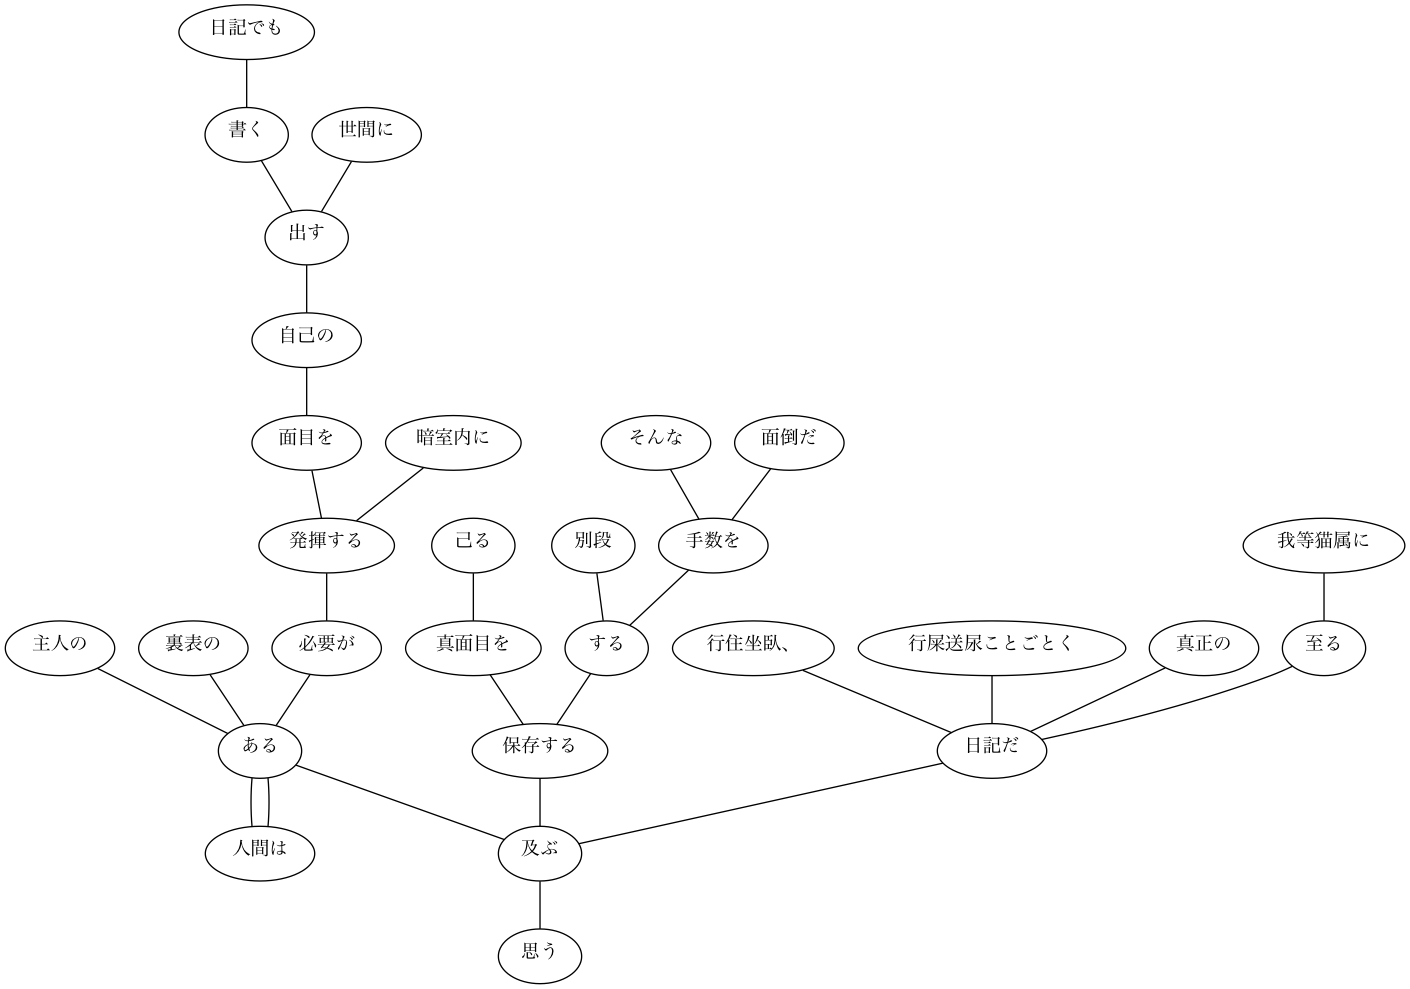 日記でも
書く
世間に
出す
自己の
面目を
暗室内に
そんな
面倒だ
発揮する
己る
別段
手数を
我等猫属に
主人の
裏表の
必要が
真面目を
する
行住坐臥、
行屎送尿ことごとく
真正の
至る
ある
保存する
日記だ
人間は
及ぶ
思う